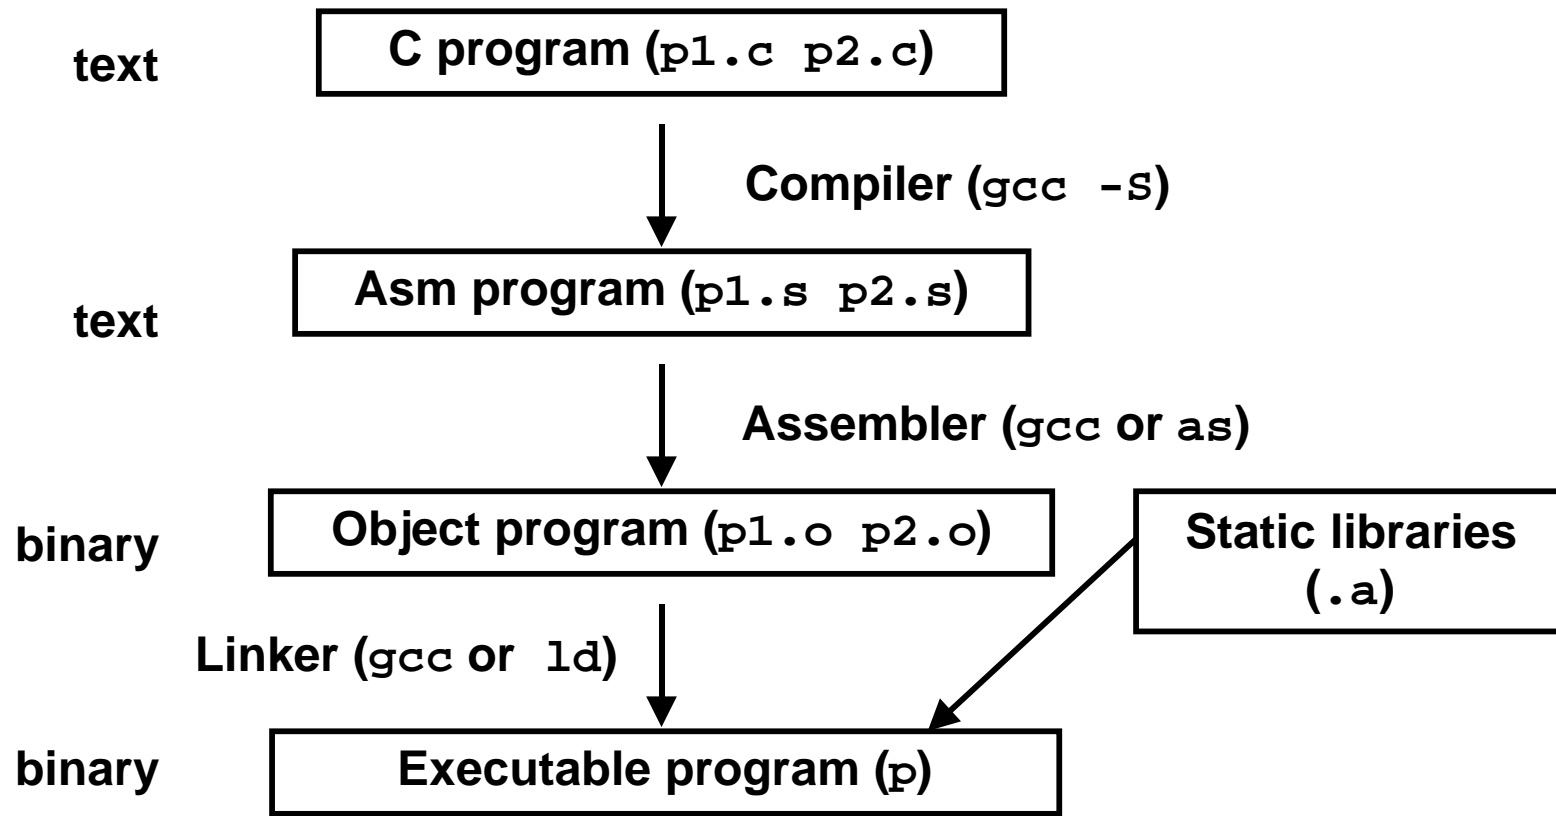 text
C program (p1.c p2.c)
Compiler (gcc -S)
text
Asm program (p1.s p2.s)
Assembler (gcc or as)
binary
Object program (p1.o p2.o)
Static libraries
(.a)
Linker (gcc or ld)
binary
Executable program (p)